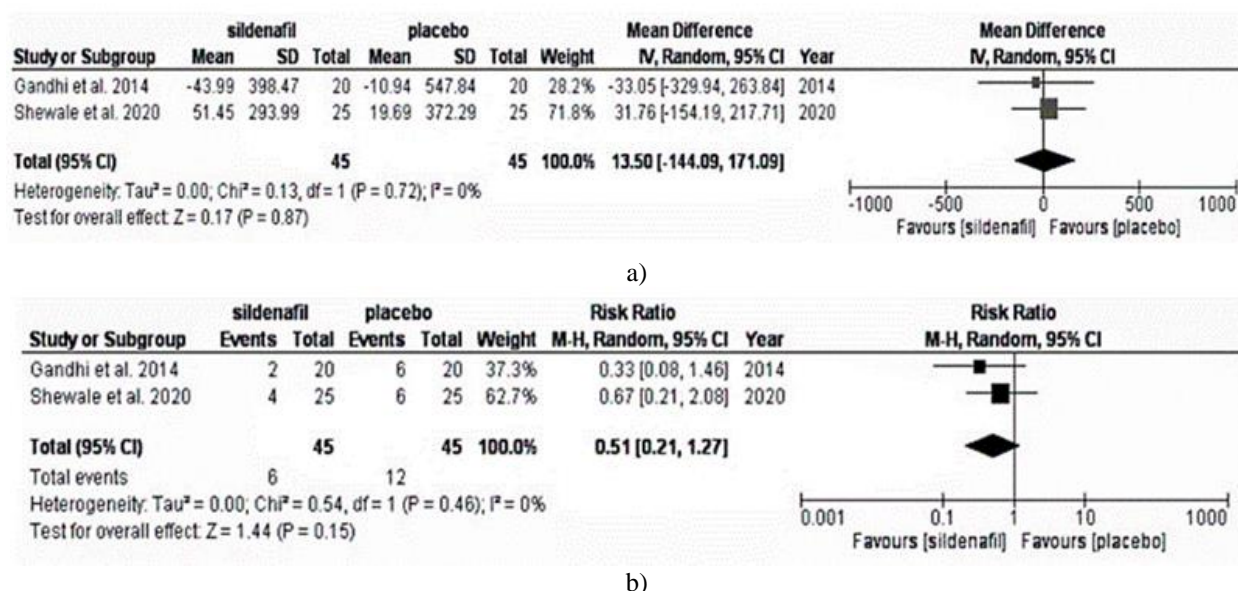 sildenafil placebo Mean Difference Mean Difference
Study or Subgroup Mean SD Total Mean SD Total Weight IV, Random, 95% CI Year IV, Random, 95% CI
Gandhi et al. 2014 -43.99 398.47 20 -10.94 547.84 20 28.2% -33.05 [-329.94, 263.84] 2014
Shewale et al. 2020 51.45 293.99 25 19.69 372.29 25 71.8% 31.76 [-154.19, 217.71] 2020
Total (95% CI) 45 45 100.0% 13.50 [-144.09, 171.09]
Heterogeneity: Tau² = 0.00; Chi² = 0.13, df = 1 (P = 0.72); I² = 0%
Test for overall effect: Z = 0.17 (P = 0.87)
-1000 -500 0 500 1000
Favours [sildenafil] Favours [placebo]
a)
sildenafil placebo Risk Ratio Risk Ratio
Study or Subgroup Events Total Events Total Weight M-H, Random, 95% CI Year M-H, Random, 95% CI
Gandhi et al. 2014 2 20 6 20 37.3% 0.33 [0.08, 1.46] 2014
Shewale et al. 2020 4 25 6 25 62.7% 0.67 [0.21, 2.08] 2020
Total (95% CI) 45 45 100.0% 0.51 [0.21, 1.27]
Total events 6 12
Heterogeneity: Tau² = 0.00; Chi² = 0.54, df = 1 (P = 0.46); I² = 0%
Test for overall effect: Z = 1.44 (P = 0.15)
0.001 0.1 1 10 1000
Favours [sildenafil] Favours [placebo]
b)